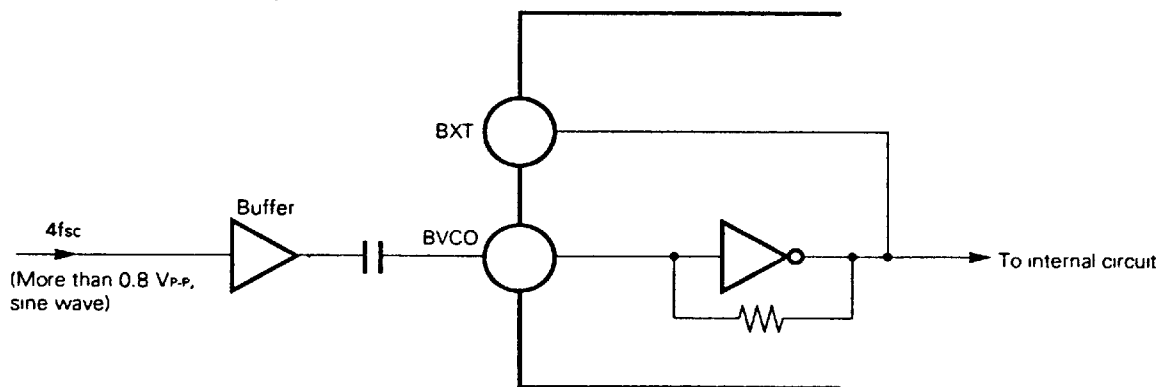 BXT
Buffer
4fsc
BVCO
(More than 0.8 VP-P,
sine wave)
To internal circuit